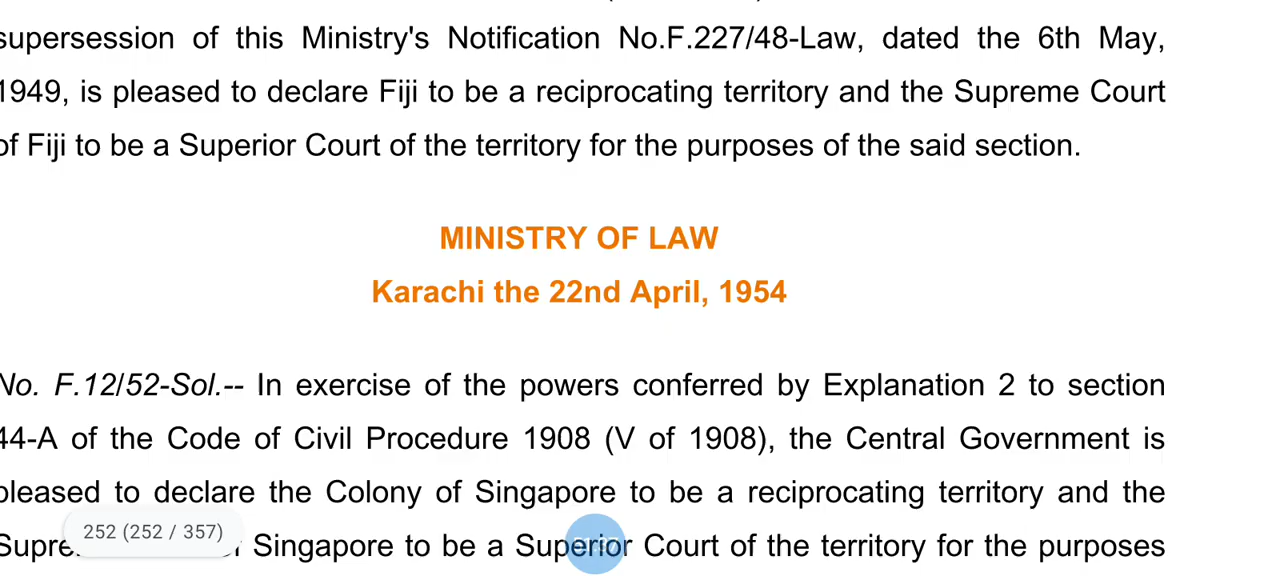 supersession of this Ministry's Notification No.F.227/48-Law, dated the 6th May,
1949, is pleased to declare Fiji to be a reciprocating territory and the Supreme Court
of Fiji to be a Superior Court of the territory for the purposes of the said section.
MINISTRY OF LAW
Karachi the 22nd April, 1954
No. F.12/52-Sol.-- In exercise of the powers conferred by Explanation 2 to section
44-A of the Code of Civil Procedure 1908 (V of 1908), the Central Government is
pleased to declare the Colony of Singapore to be a reciprocating territory and the
Singapore to be a Superior Court of the territory for the purposes
252 (252 / 357)